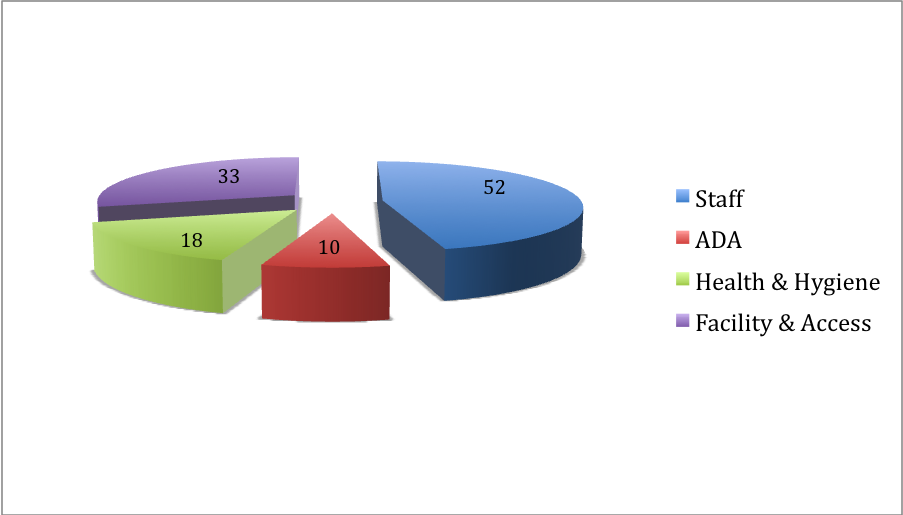 33
52
18
10
Staff
ADA
Health & Hygiene
Facility & Access